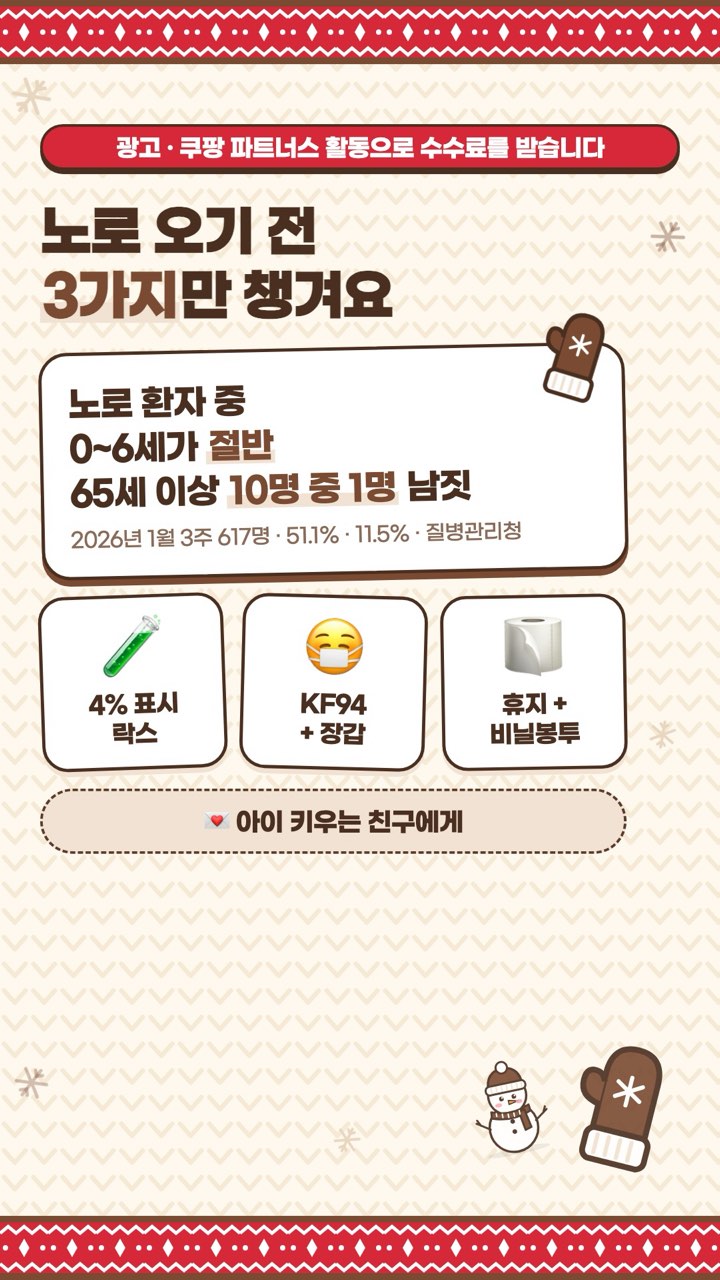 광고 · 쿠팡 파트너스 활동으로 수수료를 받습니다
노로 오기 전
3가지만 챙겨요
노로 환자 중
0~6세가 절반
65세 이상 10명 중 1명 남짓
2026년 1월 3주 617명 · 51.1% · 11.5% · 질병관리청
4% 표시
락스
KF94
+ 장갑
휴지 +
비닐봉투
아이 키우는 친구에게